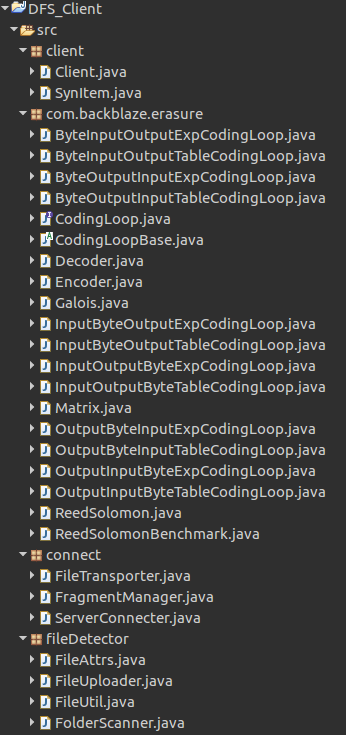 DFS_Client
src
client
Client.java
SynItem.java
com.backblaze.erasure
ByteInputOutputExpCodingLoop.java
ByteInputOutputTableCodingLoop.java
ByteOutputInputExpCodingLoop.java
ByteOutputInputTableCodingLoop.java
CodingLoop.java
CodingLoopBase.java
Decoder.java
Encoder.java
Galois.java
InputByteOutputExpCodingLoop.java
InputByteOutputTableCodingLoop.java
InputOutputByteExpCodingLoop.java
InputOutputByteTableCodingLoop.java
Matrix.java
OutputByteInputExpCodingLoop.java
OutputByteInputTableCodingLoop.java
OutputInputByteExpCodingLoop.java
OutputInputByteTableCodingLoop.java
ReedSolomon.java
ReedSolomonBenchmark.java
connect
FileTransporter.java
FragmentManager.java
ServerConnecter.java
fileDetector
FileAttrs.java
FileUploader.java
FileUtil.java
FolderScanner.java